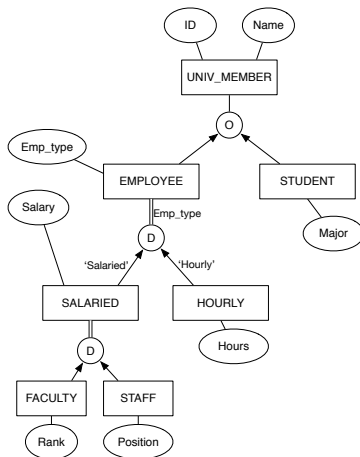 ID
Name
UNIV_MEMBER
O
Emp_type
EMPLOYEE
STUDENT
Salary
Emp_type
Major
D
‘Salaried’
‘Hourly’
SALARIED
HOURLY
Hours
D
FACULTY
STAFF
Rank
Position